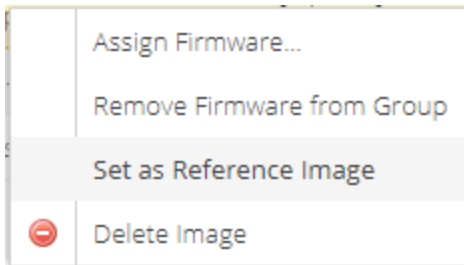 Assign Firmware...
Remove Firmware from Group
Set as Reference Image
Delete Image